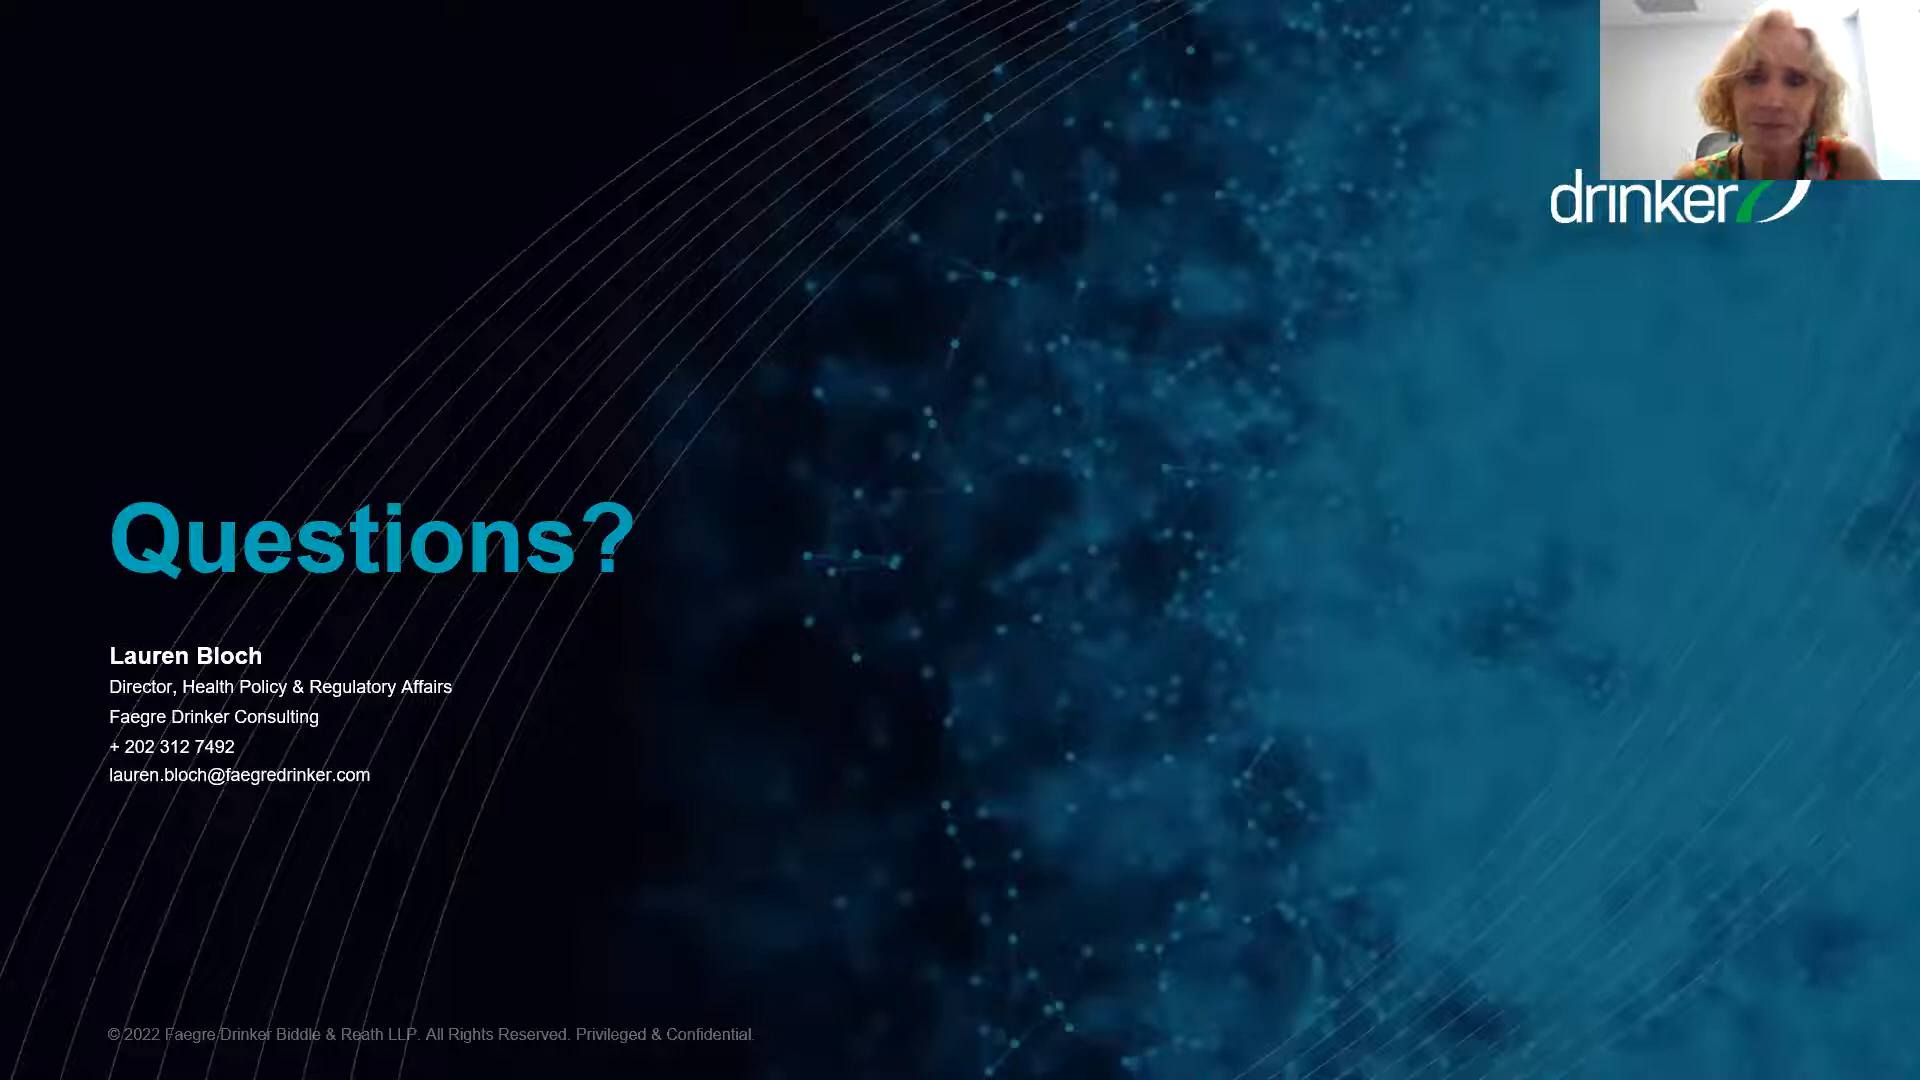 drinker
Questions?
Lauren Bloch
Director, Health Policy & Regulatory Affairs
Faegre Drinker Consulting
+ 202 312 7492
lauren.bloch@faegredrinker.com
© 2022 Faegre Drinker Biddle & Reath LLP. All Rights Reserved. Privileged & Confidential.